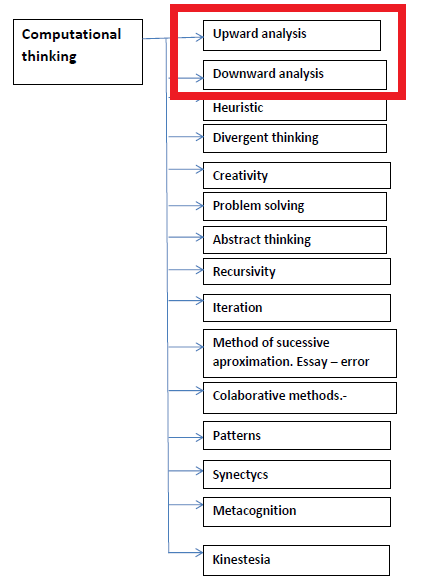 Computational
thinking
Upward analysis
Downward analysis
Heuristic
Divergent thinking
Creativity
Problem solving
Abstract thinking
Recursivity
Iteration
Method of sucessive
aproximation. Essay – error
Colaborative methods.-
Patterns
Synectycs
Metacognition
Kinestesia